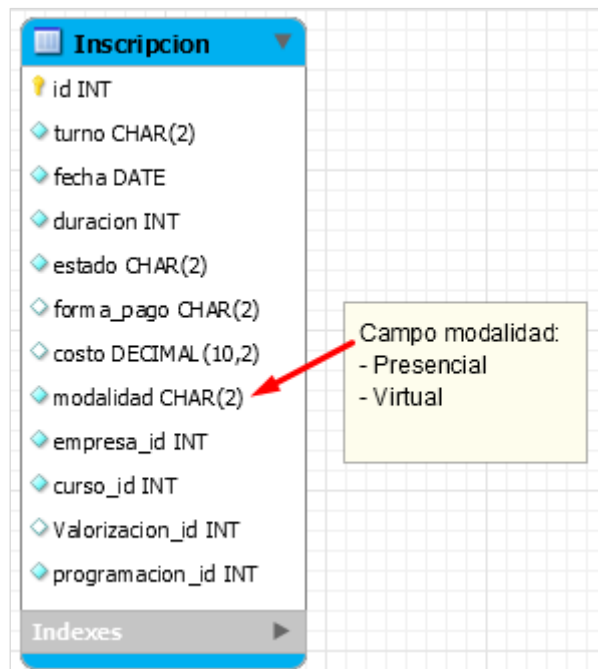 Inscripcion
id INT
turno CHAR(2)
fecha DATE
duracion INT
estado CHAR(2)
forma_pago CHAR(2)
costo DECIMAL(10,2)
modalidad CHAR(2)
empresa_id INT
curso_id INT
Valorizacion_id INT
programacion_id INT
Indexes
Campo modalidad:
- Presencial
- Virtual